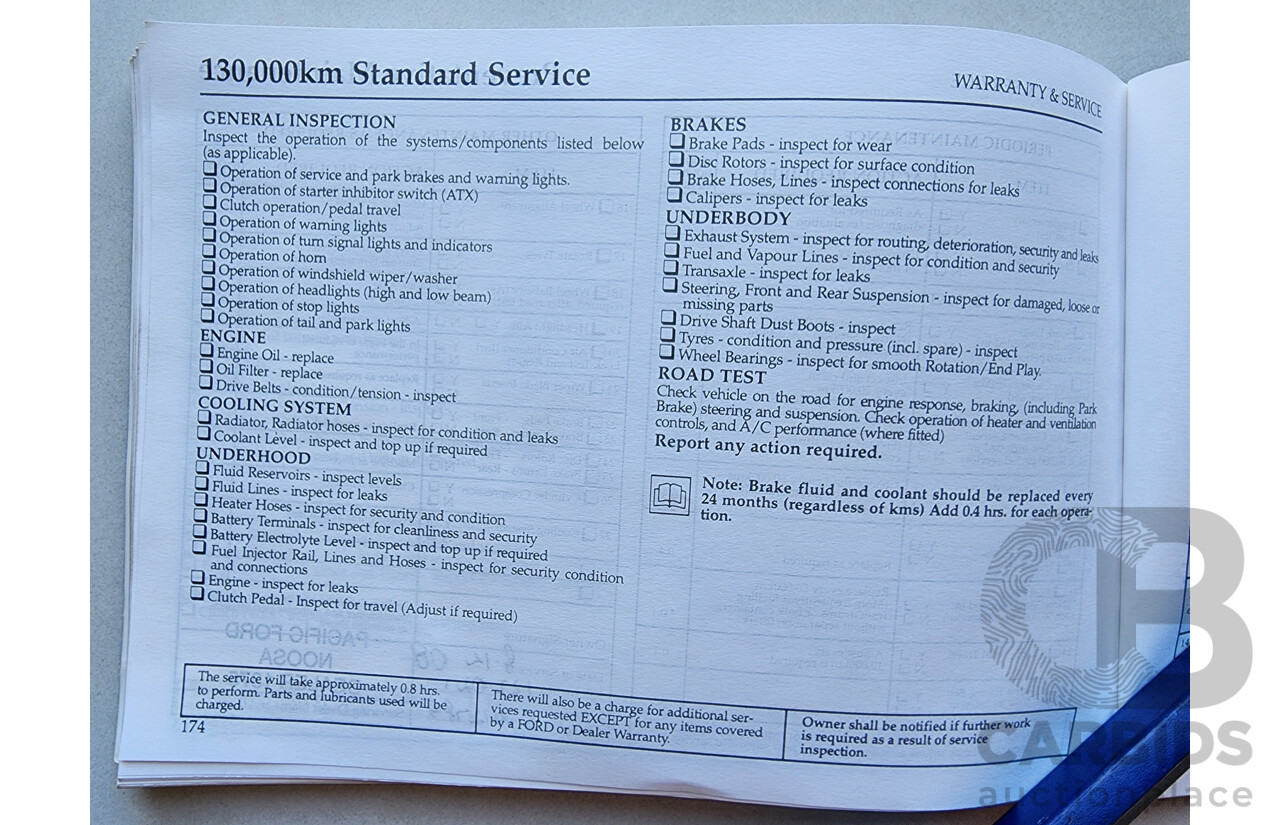 130,000km Standard Service
WARRANTY & SERVICE
GENERAL INSPECTION
Inspect the operation of the systems/components listed below
(as applicable).
Operation of service and park brakes and warning lights.
Operation of starter inhibitor switch (ATX)
Clutch operation/pedal travel
Operation of warning lights
Operation of turn signal lights and indicators
Operation of horn
Operation of windshield wiper/washer
Operation of headlights (high and low beam)
Operation of stop lights
Operation of tail and park lights
ENGINE
Engine Oil - replace
Oil Filter - replace
Drive Belts - condition/tension - inspect
COOLING SYSTEM
Radiator, Radiator hoses - inspect for condition and leaks
Coolant Level - inspect and top up if required
UNDERHOOD
Fluid Reservoirs - inspect levels
Fluid Lines - inspect for leaks
Heater Hoses - inspect for security and condition
Battery Terminals - inspect for cleanliness and security
Battery Electrolyte Level - inspect and top up if required
Fuel Injector Rail, Lines and Hoses - inspect for security condition
and connections
Engine - inspect for leaks
Clutch Pedal - Inspect for travel (Adjust if required)
BRAKES
Brake Pads - inspect for wear
Disc Rotors - inspect for surface condition
Brake Hoses, Lines - inspect connections for leaks
Calipers - inspect for leaks
UNDERBODY
Exhaust System - inspect for routing, deterioration, security and leaks
Fuel and Vapour Lines - inspect for condition and security
Transaxle - inspect for leaks
Steering, Front and Rear Suspension - inspect for damaged, loose or
missing parts
Drive Shaft Dust Boots - inspect
Tyres - condition and pressure (incl. spare) - inspect
Wheel Bearings - inspect for smooth Rotation/End Play.
ROAD TEST
Check vehicle on the road for engine response, braking, (including Park
Brake) steering and suspension. Check operation of heater and ventilation
controls, and A/C performance (where fitted)
Report any action required.
Note: Brake fluid and coolant should be replaced every
24 months (regardless of kms) Add 0.4 hrs. for each opera-
tion.
PACIFIC FORD
NOOSA
The service will take approximately 0.8 hrs.
to perform. Parts and lubricants used will be
charged.
There will also be a charge for additional ser-
vices requested EXCEPT for any items covered
by a FORD or Dealer Warranty.
Owner shall be notified if further work
is required as a result of service
inspection.
174
CB
CARBIDS
auctionplace